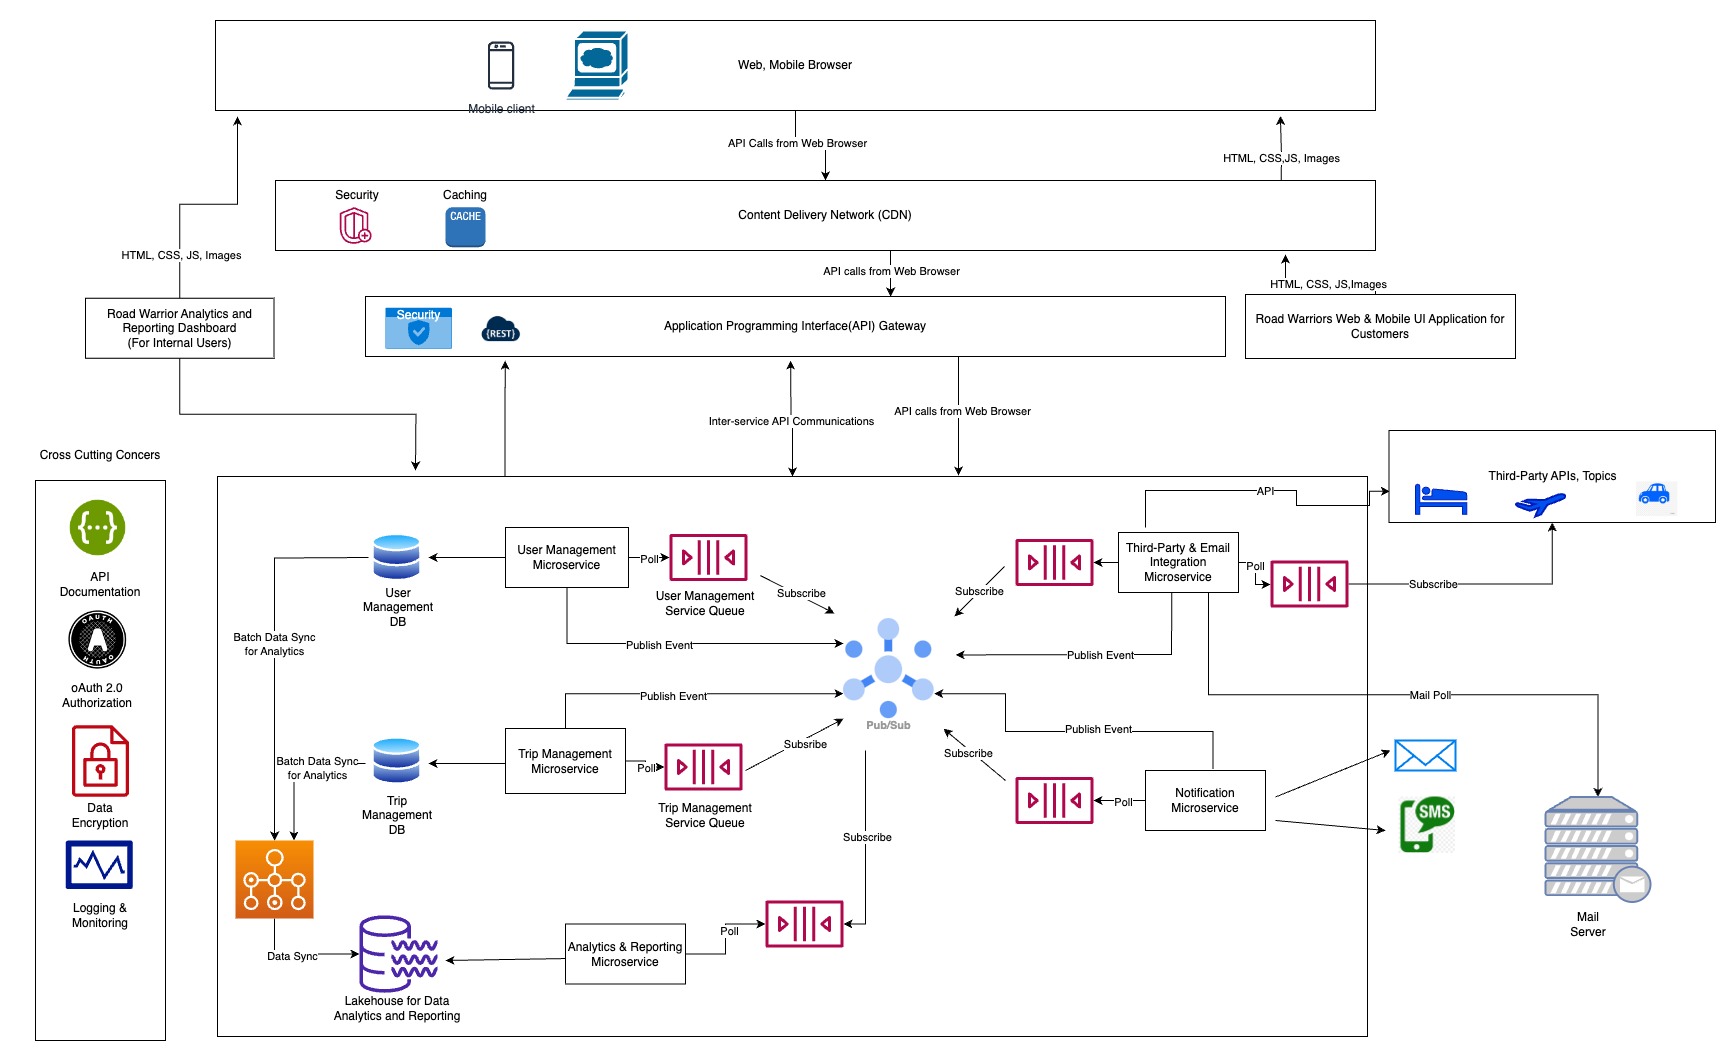 Web, Mobile Browser
Mobile client
API Calls from Web Browser
HTML, CSS,JS, Images
Security
Caching
CACHE
Content Delivery Network (CDN)
HTML, CSS, JS, Images
API calls from Web Browser
HTML, CSS, JS,Images
Road Warrior Analytics and
Reporting Dashboard
(For Internal Users)
Security
{REST}
Application Programming Interface(API) Gateway
Road Warriors Web & Mobile UI Application for
Customers
Inter-service API Communications
API calls from Web Browser
Cross Cutting Concers
API
Documentation
OAUTH
A
OAUTH
oAuth 2.0
Authorization
Data
Encryption
Logging &
Monitoring
Third-Party APIs, Topics
API
User Management
Microservice
Poll
User Management
Service Queue
Subscribe
User
Management
DB
Publish Event
Third-Party & Email
Integration
Microservice
Poll
Subscribe
Subscribe
Publish Event
Mail Poll
Batch Data Sync
for Analytics
Pub/Sub
Publish Event
Trip Management
Microservice
Poll
Trip Management
Service Queue
Subsribe
Batch Data Sync
for Analytics
Trip
Management
DB
Publish Event
Subscribe
Poll
Notification
Microservice
SMS
Mail
Server
Subscribe
Data Sync
Lakehouse for Data
Analytics and Reporting
Analytics & Reporting
Microservice
Poll